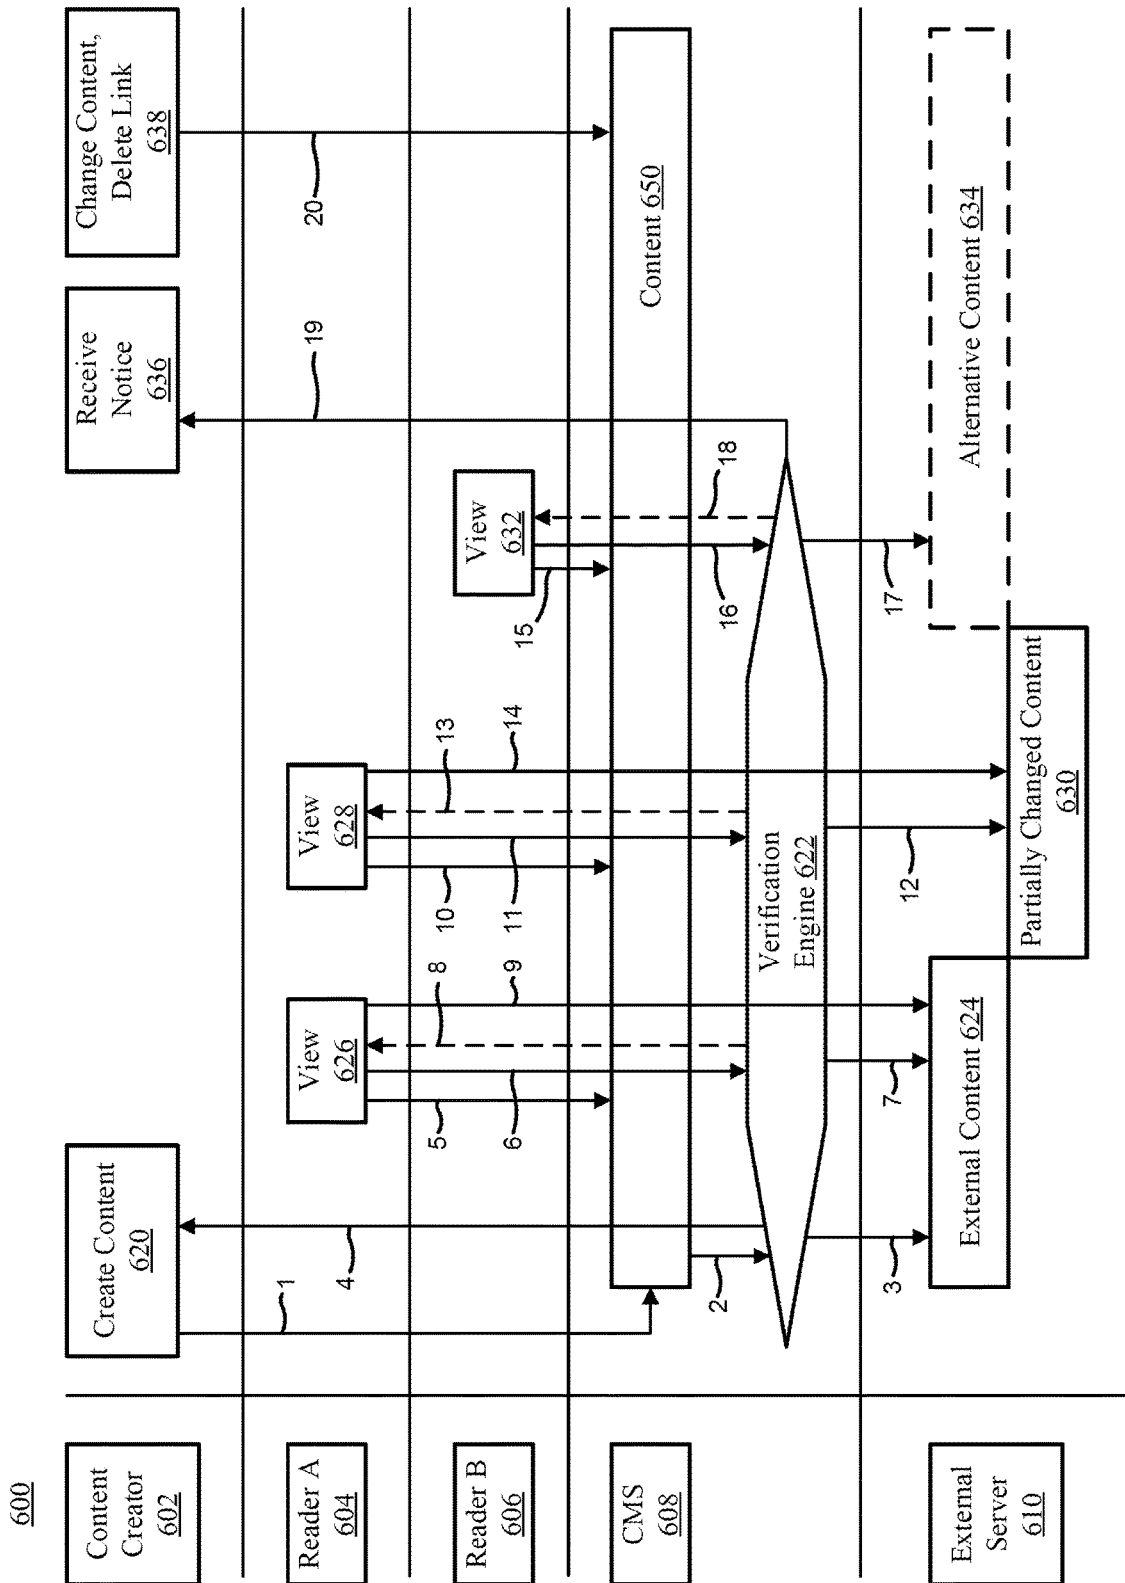 600
Content
Creator
602
Reader A
604
Reader B
606
CMS
608
External
Server
610
Create Content
620
Receive
Notice
636
Change Content,
Delete Link
638
View
626
View
628
View
632
Content 650
Verification
Engine 622
External Content 624
Partially Changed Content
630
Alternative Content 634
1
2
3
4
5
6
7
8
9
10
11
12
13
14
15
16
17
18
19
20